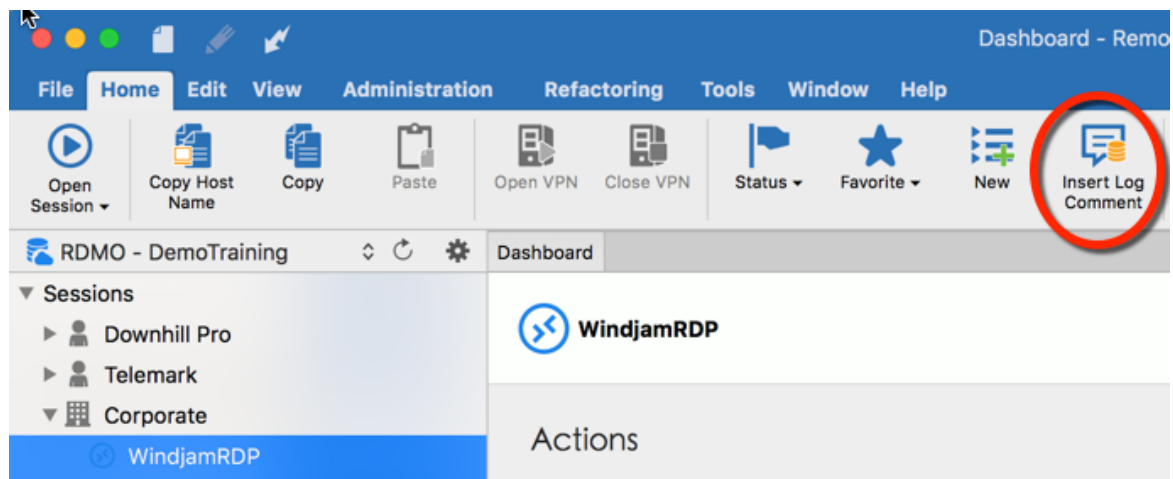 Dashboard - Remo
File Home Edit View Administration Refactoring Tools Window Help
Open Session
Copy Host Name
Copy
Paste
Open VPN
Close VPN
Status
Favorite
New
Insert Log Comment
RDMO - DemoTraining
Dashboard
Sessions
Downhill Pro
Telemark
Corporate
WindjamRDP
WindjamRDP
Actions